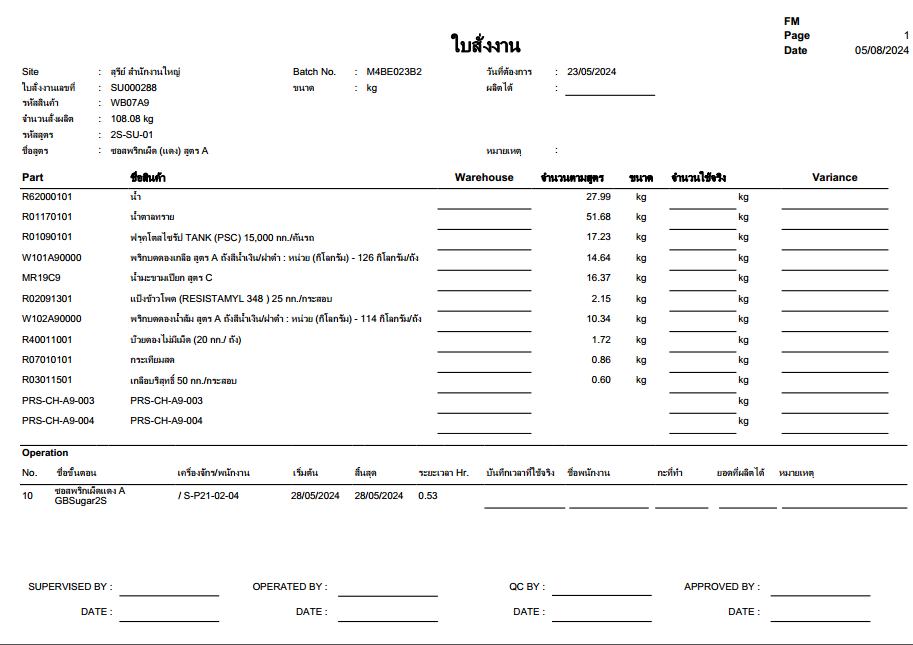 FM
ใบสั่งงาน
Page 1
Date 05/08/2024
Site : สุรีย์ สำนักงานใหญ่ Batch No. : M4BE023B2 วันที่ต้องการ : 23/05/2024
ใบสั่งงานเลขที่ : SU000288 ขนาด : kg ผลิตได้ :
รหัสสินค้า : WB07A9
จำนวนสั่งผลิต : 108.08 kg
รหัสสูตร : 2S-SU-01
ชื่อสูตร : ซอสพริกเผ็ด (แดง) สูตร A หมายเหตุ :
Part ชื่อสินค้า Warehouse จำนวนตามสูตร ขนาด จำนวนใช้จริง Variance
R62000101 น้ำ 27.99 kg kg
R01170101 น้ำตาลทราย 51.68 kg kg
R01090101 ฟรุคโตสไซรัป TANK (PSC) 15,000 กก./คันรถ 17.23 kg kg
W101A90000 พริกบดดองเกลือ สูตร A ถังสีน้ำเงิน/ฝาดำ : หน่วย (กิโลกรัม) - 126 กิโลกรัม/ถัง 14.64 kg kg
MR19C9 น้ำมะขามเปียก สูตร C 16.37 kg kg
R02091301 แป้งข้าวโพด (RESISTAMYL 348 ) 25 กก./กระสอบ 2.15 kg kg
W102A90000 พริกบดดองน้ำส้ม สูตร A ถังสีน้ำเงิน/ฝาดำ : หน่วย (กิโลกรัม) - 114 กิโลกรัม/ถัง 10.34 kg kg
R40011001 บ๊วยดองไม่มีเม็ด (20 กก./ ถัง) 1.72 kg kg
R07010101 กระเทียมสด 0.86 kg kg
R03011501 เกลือบริสุทธิ์ 50 กก./กระสอบ 0.60 kg kg
PRS-CH-A9-003 PRS-CH-A9-003 kg
PRS-CH-A9-004 PRS-CH-A9-004 kg
Operation
No. ชื่อขั้นตอน เครื่องจักร/พนักงาน เริ่มต้น สิ้นสุด ระยะเวลา Hr. บันทึกเวลาที่ใช้จริง ชื่อพนักงาน กะที่ทำ ยอดที่ผลิตได้ หมายเหตุ
10 ซอสพริกเผ็ดแดง A / S-P21-02-04 28/05/2024 28/05/2024 0.53
GBSugar2S
SUPERVISED BY : OPERATED BY : QC BY : APPROVED BY :
DATE : DATE : DATE : DATE :